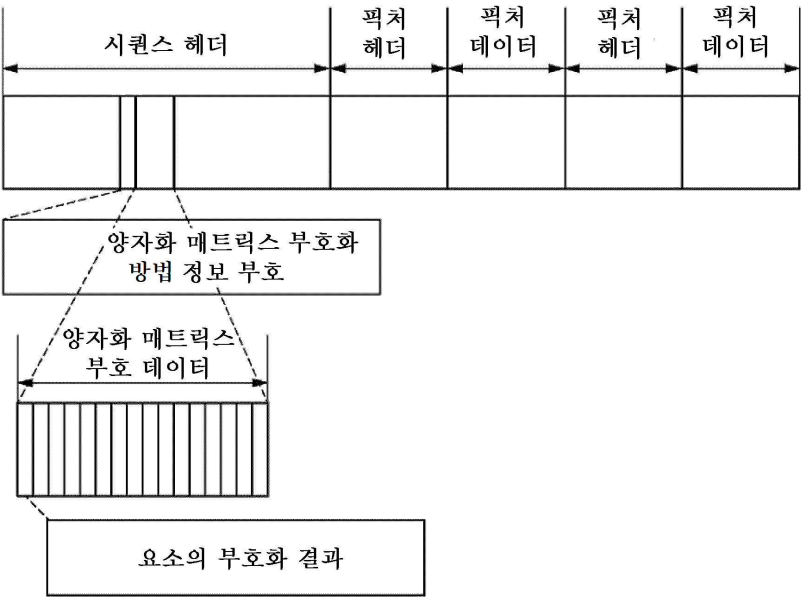 시퀀스 헤더
픽처
헤더
픽처
데이터
픽처
헤더
픽처
데이터
양자화 매트릭스 부호화
방법 정보 부호
양자화 매트릭스
부호 데이터
요소의 부호화 결과